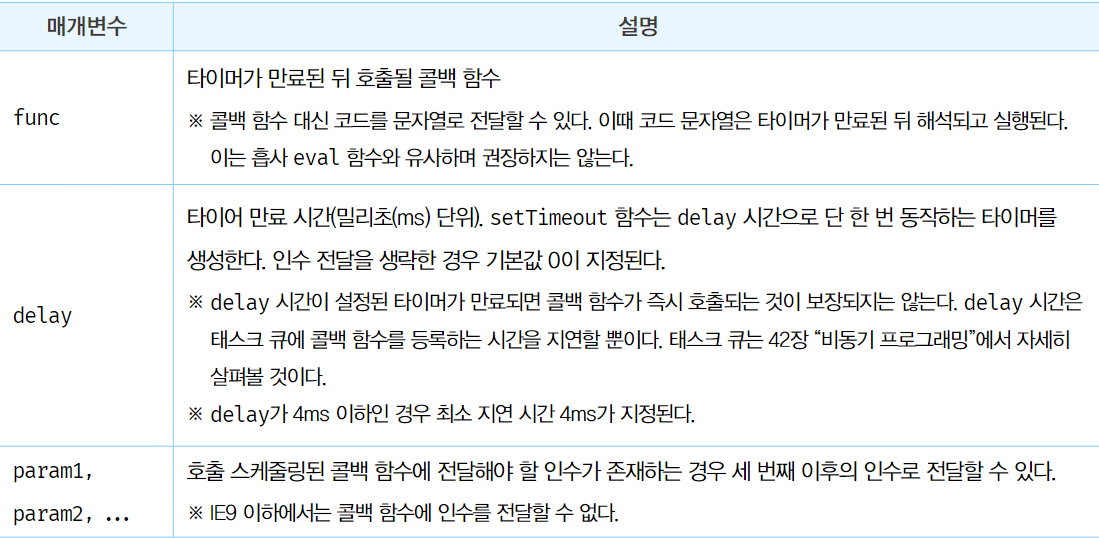 매개변수 설명
func
타이머가 만료된 뒤 호출될 콜백 함수
※ 콜백 함수 대신 코드를 문자열로 전달할 수 있다. 이때 코드 문자열은 타이머가 만료된 뒤 해석되고 실행된다.
이는 흡사 eval 함수와 유사하며 권장하지는 않는다.
delay
타이어 만료 시간(밀리초(ms) 단위). setTimeout 함수는 delay 시간으로 단 한 번 동작하는 타이머를
생성한다. 인수 전달을 생략한 경우 기본값 0이 지정된다.
※ delay 시간이 설정된 타이머가 만료되면 콜백 함수가 즉시 호출되는 것이 보장되지는 않는다. delay 시간은
태스크 큐에 콜백 함수를 등록하는 시간을 지연할 뿐이다. 태스크 큐는 42장 “비동기 프로그래밍”에서 자세히
살펴볼 것이다.
※ delay가 4ms 이하인 경우 최소 지연 시간 4ms가 지정된다.
param1,
param2, ...
호출 스케줄링된 콜백 함수에 전달해야 할 인수가 존재하는 경우 세 번째 이후의 인수로 전달할 수 있다.
※ IE9 이하에서는 콜백 함수에 인수를 전달할 수 없다.